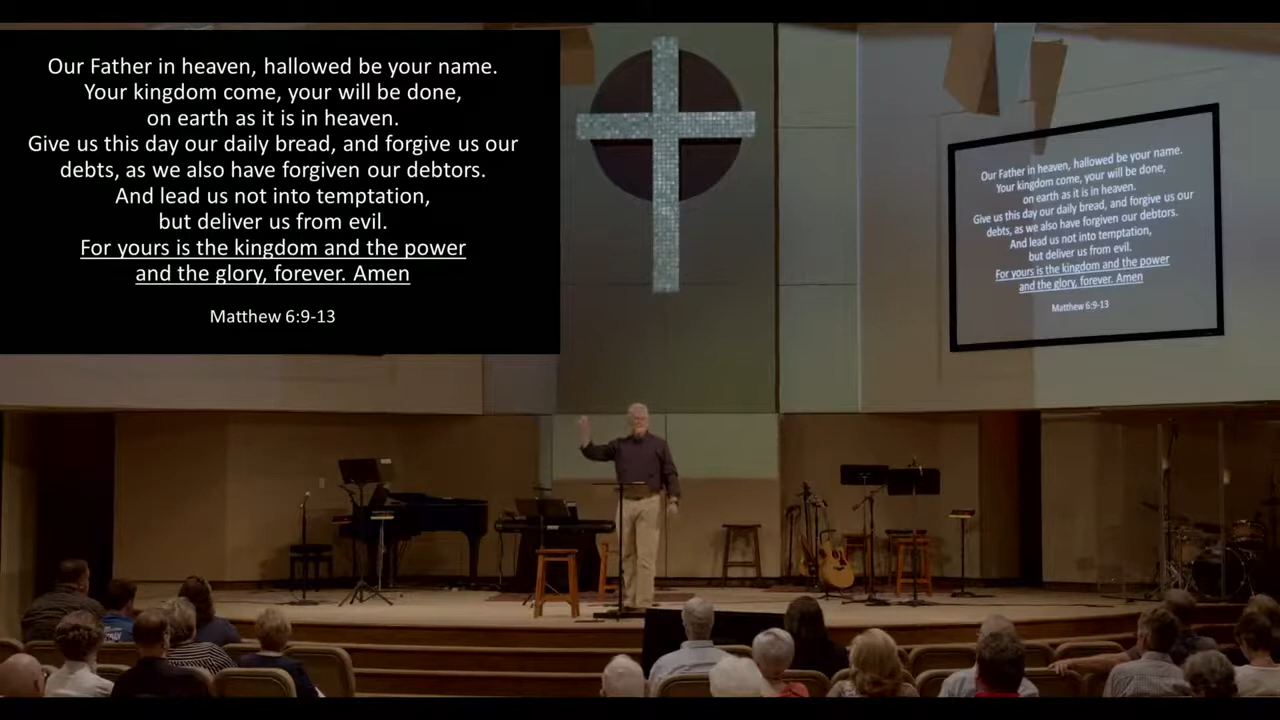 Our Father in heaven, hallowed be your name.
Your kingdom come, your will be done,
on earth as it is in heaven.
Give us this day our daily bread, and forgive us our
debts, as we also have forgiven our debtors.
And lead us not into temptation,
but deliver us from evil.
For yours is the kingdom and the power
and the glory, forever. Amen
Matthew 6:9-13
Our Father in heaven, hallowed be your name.
Your kingdom come, your will be done,
on earth as it is in heaven.
Give us this day our daily bread, and forgive us our
debts, as we also have forgiven our debtors.
And lead us not into temptation,
but deliver us from evil.
For yours is the kingdom and the power
and the glory, forever. Amen
Matthew 6:9-13